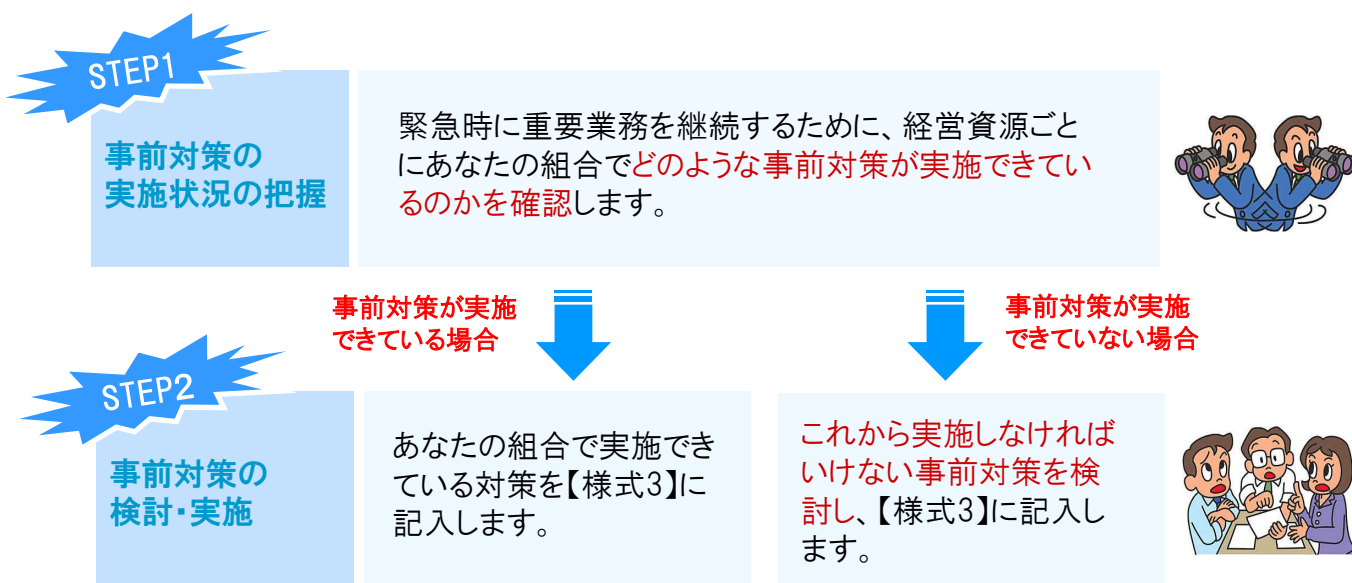 STEP1
事前対策の
実施状況の把握
緊急時に重要業務を継続するために、経営資源ごと
にあなたの組合でどのような事前対策が実施できてい
るのかを確認します。
事前対策が実施
できている場合
事前対策が実施
できていない場合
STEP2
事前対策の
検討・実施
あなたの組合で実施でき
ている対策を【様式3】に
記入します。
これから実施しなければ
いけない事前対策を検
討し、【様式3】に記入し
ます。